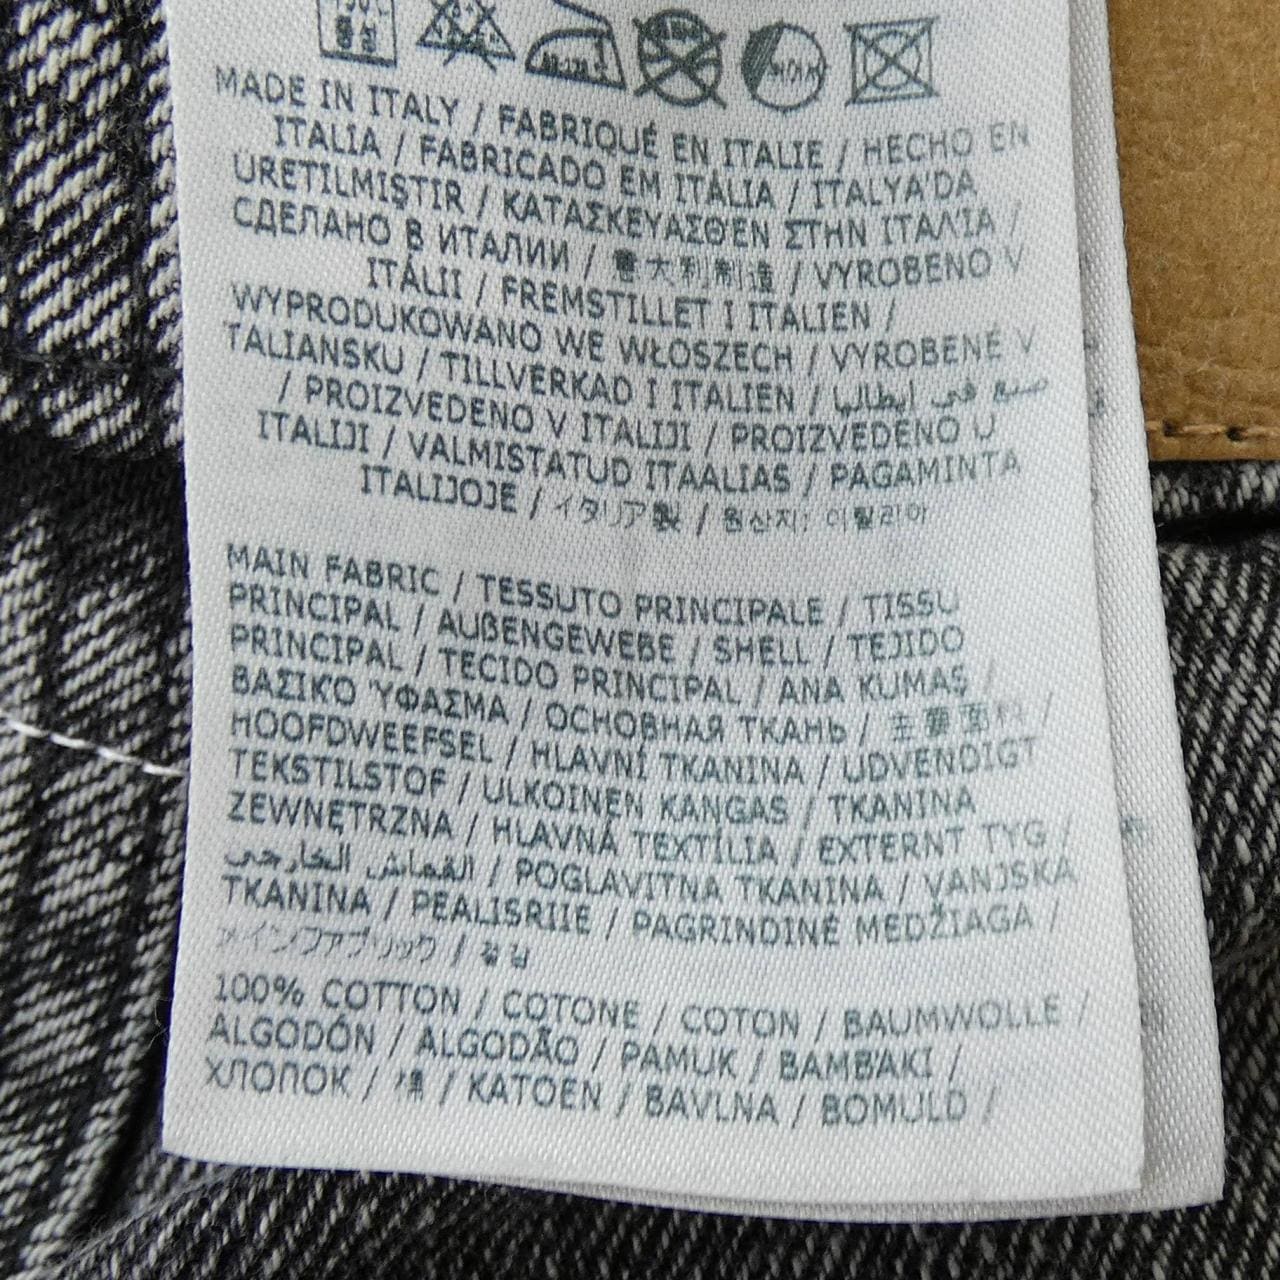 MADE IN ITALY / FABRIQUÉ EN ITALIE / HECHO EN
ITALIA / FABRICADO EM ITÁLIA / ITALYA'DA
ÜRETILMIŞTIR / ΚΑΤΑΣΚΕΥΑΣΘΕΝ ΣΤΗΝ ΙΤΑΛΊΑ /
СДЕЛАНО В ИТАЛИИ / 意大利制造 / VYROBENO V
ITÁLII / FREMSTILLET I ITALIEN /
WYPRODUKOWANO WE WŁOSZECH / VYROBENÉ V
TALIANSKU / TILLVERKAD I ITALIEN / صنع في إيطاليا
/ PROIZVEDENO V ITALIJI / PROIZVEDENO U
ITALIJI / VALMISTATUD ITAALIAS / PAGAMINTA
ITALIJOJE / イタリア製 / 원산지: 이탈리아
MAIN FABRIC / TESSUTO PRINCIPALE / TISSU
PRINCIPAL / AUßENGEWEBE / SHELL / TEJIDO
PRINCIPAL / TECIDO PRINCIPAL / ANA KUMAŞ /
ΒΑΣΙΚΌ ΎΦΑΣΜΑ / ОСНОВНАЯ ТКАНЬ / 主要面料 /
HOOFDWEEFSEL / HLAVNÍ TKANINA / UDVENDIGT
TEKSTILSTOF / ULKOINEN KANGAS / TKANINA
ZEWNĘTRZNA / HLAVNÁ TEXTÍLIA / EXTERNT TYG /
القماش الخارجي / POGLAVITNA TKANINA / VANJSKA
TKANINA / PEALISRIIE / PAGRINDINĖ MEDŽIAGA /
メインファブリック / 겉감
100% COTTON / COTONE / COTON / BAUMWOLLE /
ALGODÓN / ALGODÃO / PAMUK / ΒΑΜΒΆΚΙ /
ХЛОПОК / 棉 / KATOEN / BAVLNA / BOMULD /